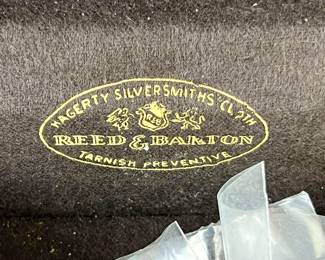 HAGERTY SILVERSMITHS' CLOTH
R&B
REED & BARTON
TARNISH PREVENTIVE